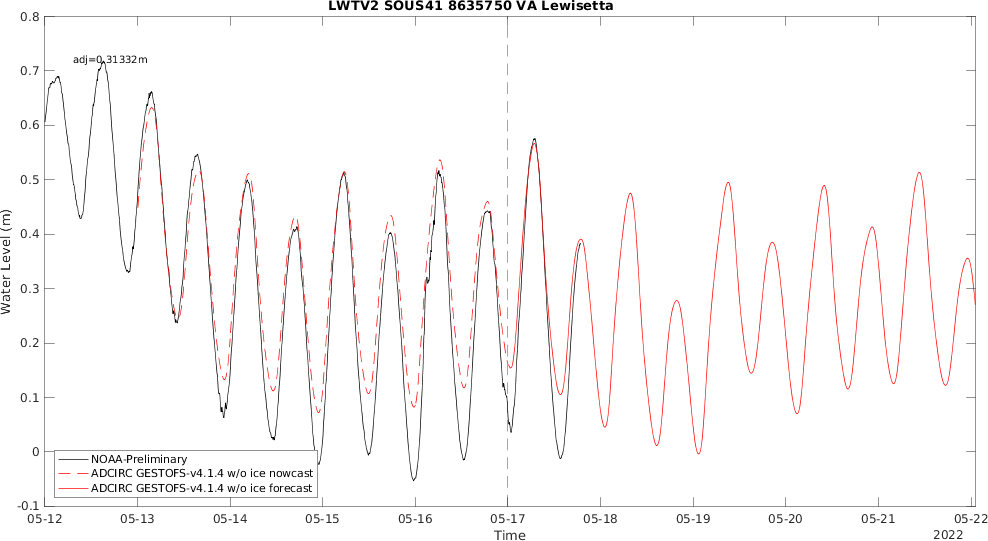 LWTV2 SOUS41 8635750 VA Lewisetta
adj=0.31332m
0.8
0.7
0.6
0.5
0.4
0.3
0.2
0.1
0
-0.1
Water Level (m)
NOAA-Preliminary
ADCIRC GESTOFS-v4.1.4 w/o ice nowcast
ADCIRC GESTOFS-v4.1.4 w/o ice forecast
05-12 05-13 05-14 05-15 05-16 05-17 05-18 05-19 05-20 05-21 05-22
Time
2022